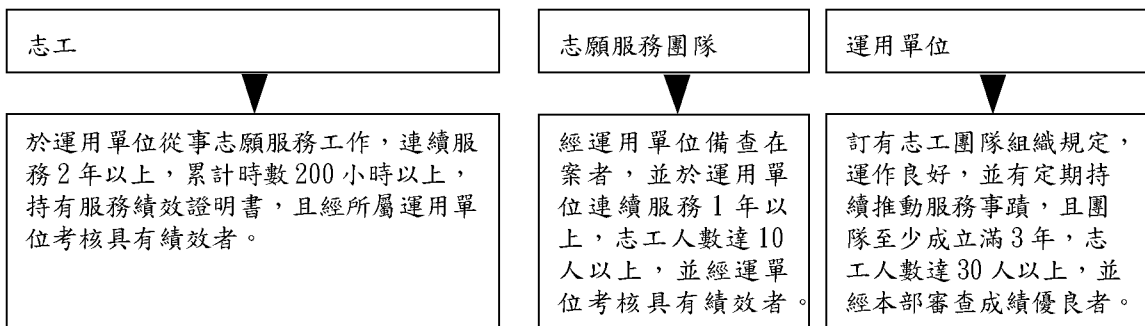 志工
志願服務團隊
運用單位
於運用單位從事志願服務工作，連續服
務2年以上，累計時數200小時以上，
持有服務績效證明書，且經所屬運用單
位考核具有績效者。
經運用單位備查在
案者，並於運用單
位連續服務1年以
上，志工人數達10
人以上，並經運單
位考核具有績效者。
訂有志工團隊組織規定，
運作良好，並有定期持
續推動服務事蹟，且團
隊至少成立滿3年，志
工人數達30人以上，並
經本部審查成績優良者。